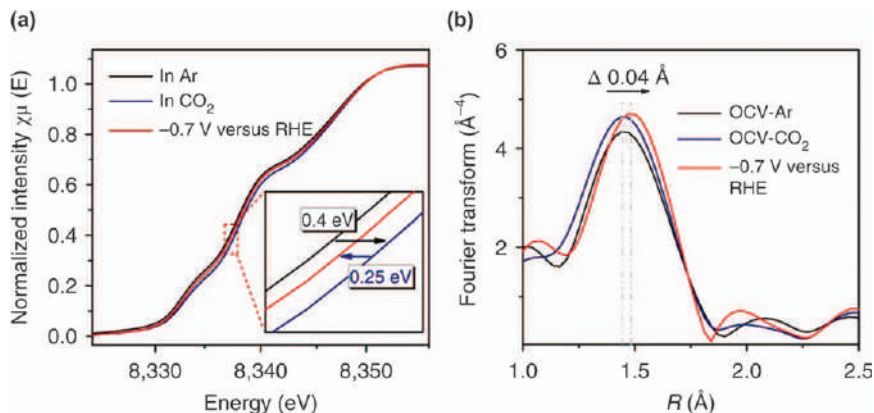 (a)
Normalized intensity χμ (E)
1.0
0.8
0.6
0.4
0.2
0.0
In Ar
In CO₂
−0.7 V versus RHE
0.4 eV
0.25 eV
8,330
8,340
8,350
Energy (eV)
(b)
Fourier transform (Å⁻⁴)
6
4
2
Δ 0.04 Å
OCV-Ar
OCV-CO₂
−0.7 V versus
RHE
1.0
1.5
2.0
2.5
R (Å)